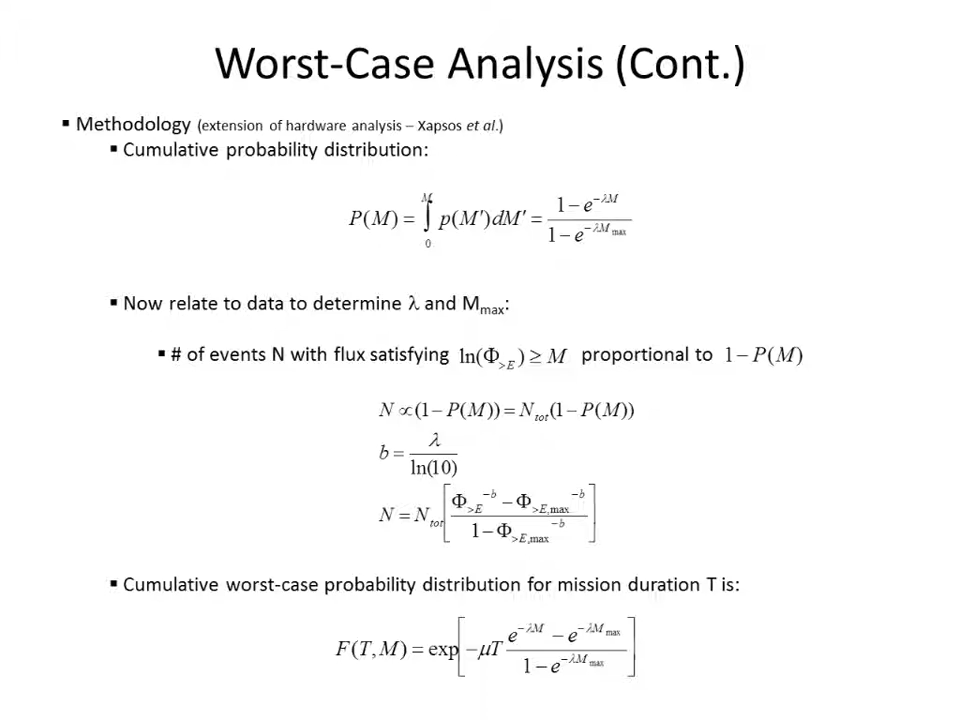 Worst-Case Analysis (Cont.)
▪ Methodology (extension of hardware analysis – Xapsos et al.)
▪ Cumulative probability distribution:
P(M) = ∫₀^M p(M′)dM′ = (1 − e^{−λM}) / (1 − e^{−λM_max})
▪ Now relate to data to determine λ and M_max:
▪ # of events N with flux satisfying ln(Φ_{>E}) ≥ M proportional to 1 − P(M)
N ∝ (1 − P(M)) = N_tot(1 − P(M))
b = λ / ln(10)
N = N_tot [ (Φ_{>E}^{−b} − Φ_{>E,max}^{−b}) / (1 − Φ_{>E,max}^{−b}) ]
▪ Cumulative worst-case probability distribution for mission duration T is:
F(T, M) = exp[ −μT (e^{−λM} − e^{−λM_max}) / (1 − e^{−λM_max}) ]